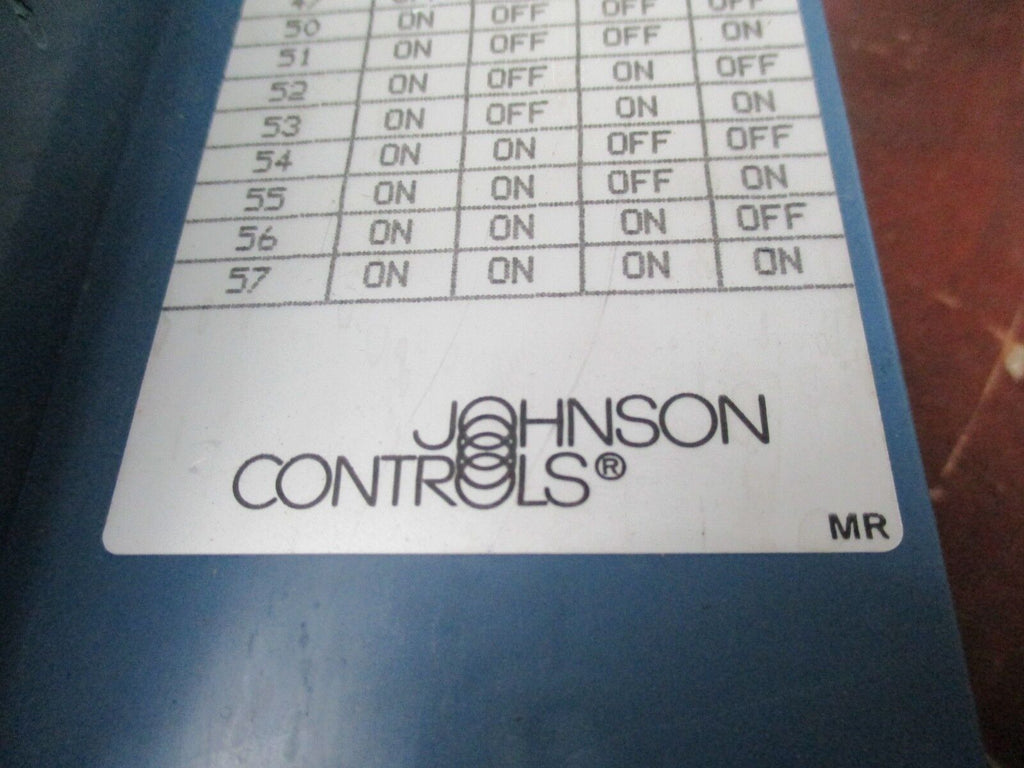 50 ON OFF OFF OFF
51 ON OFF OFF ON
52 ON OFF ON OFF
53 ON OFF ON ON
54 ON ON OFF OFF
55 ON ON OFF ON
56 ON ON ON OFF
57 ON ON ON ON
JOHNSON
CONTROLS®
MR